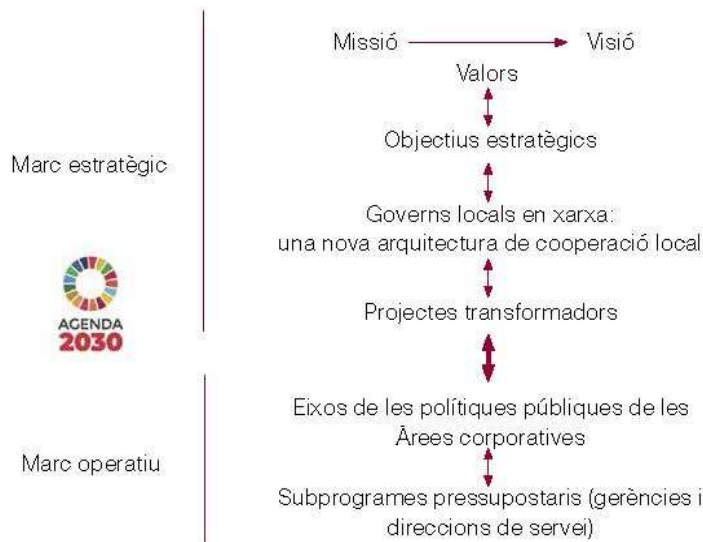 Missió
Visió
Valors
Objectius estratègics
Marc estratègic
Governs locals en xarxa:
una nova arquitectura de cooperació local
AGENDA
2030
Projectes transformadors
Eixos de les polítiques públiques de les
Àrees corporatives
Marc operatiu
Subprogrames pressupostaris (gerències i
direccions de servei)